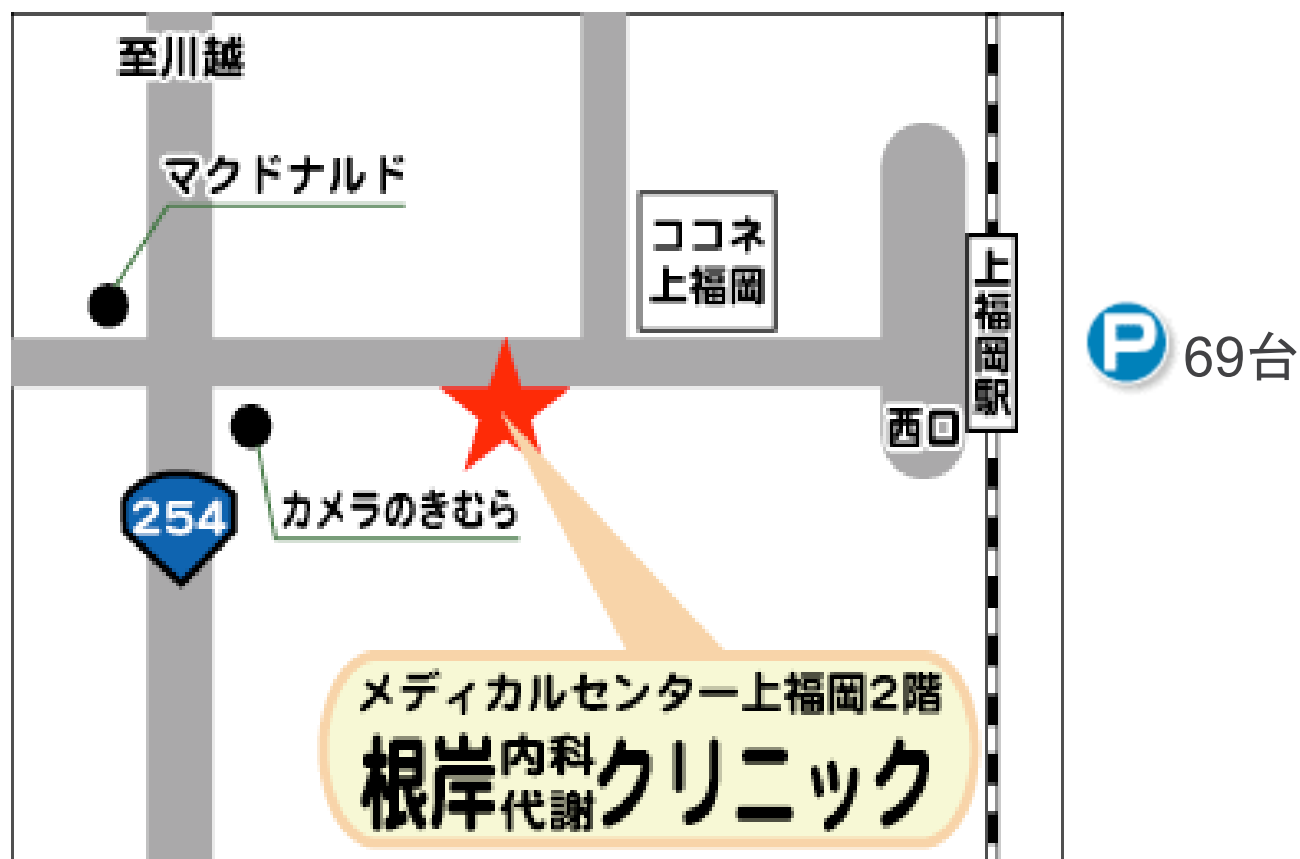 至川越
マクドナルド
ココネ
上福岡
上福岡駅
P 69台
西口
254
カメラのきむら
メディカルセンター上福岡2階
根岸内科代謝クリニック